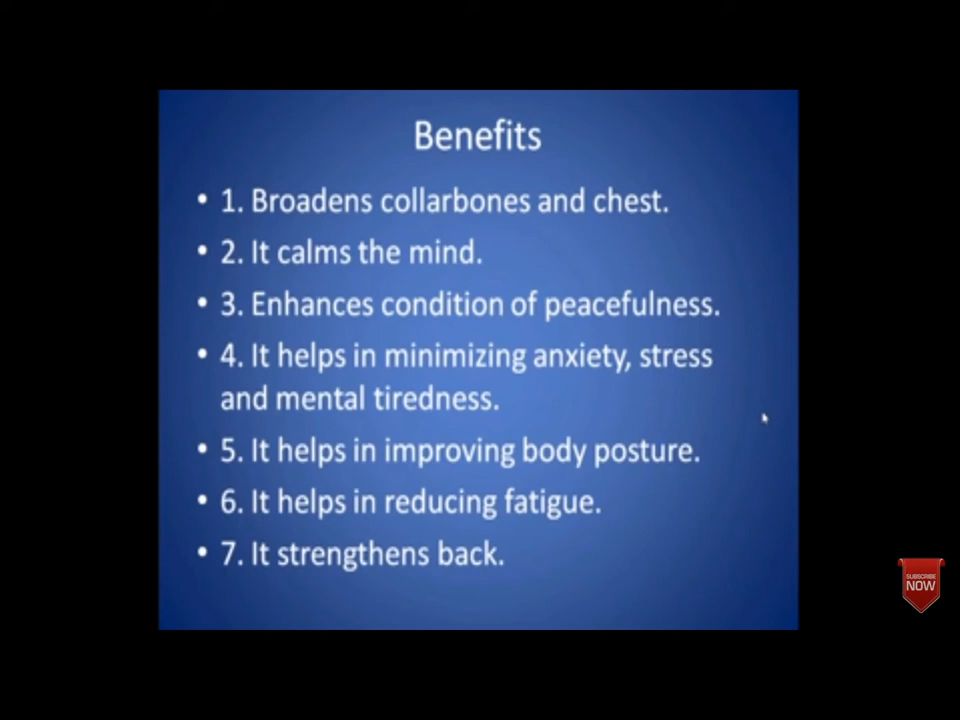 Benefits
• 1. Broadens collarbones and chest.
• 2. It calms the mind.
• 3. Enhances condition of peacefulness.
• 4. It helps in minimizing anxiety, stress
and mental tiredness.
• 5. It helps in improving body posture.
• 6. It helps in reducing fatigue.
• 7. It strengthens back.
SUBSCRIBE
NOW